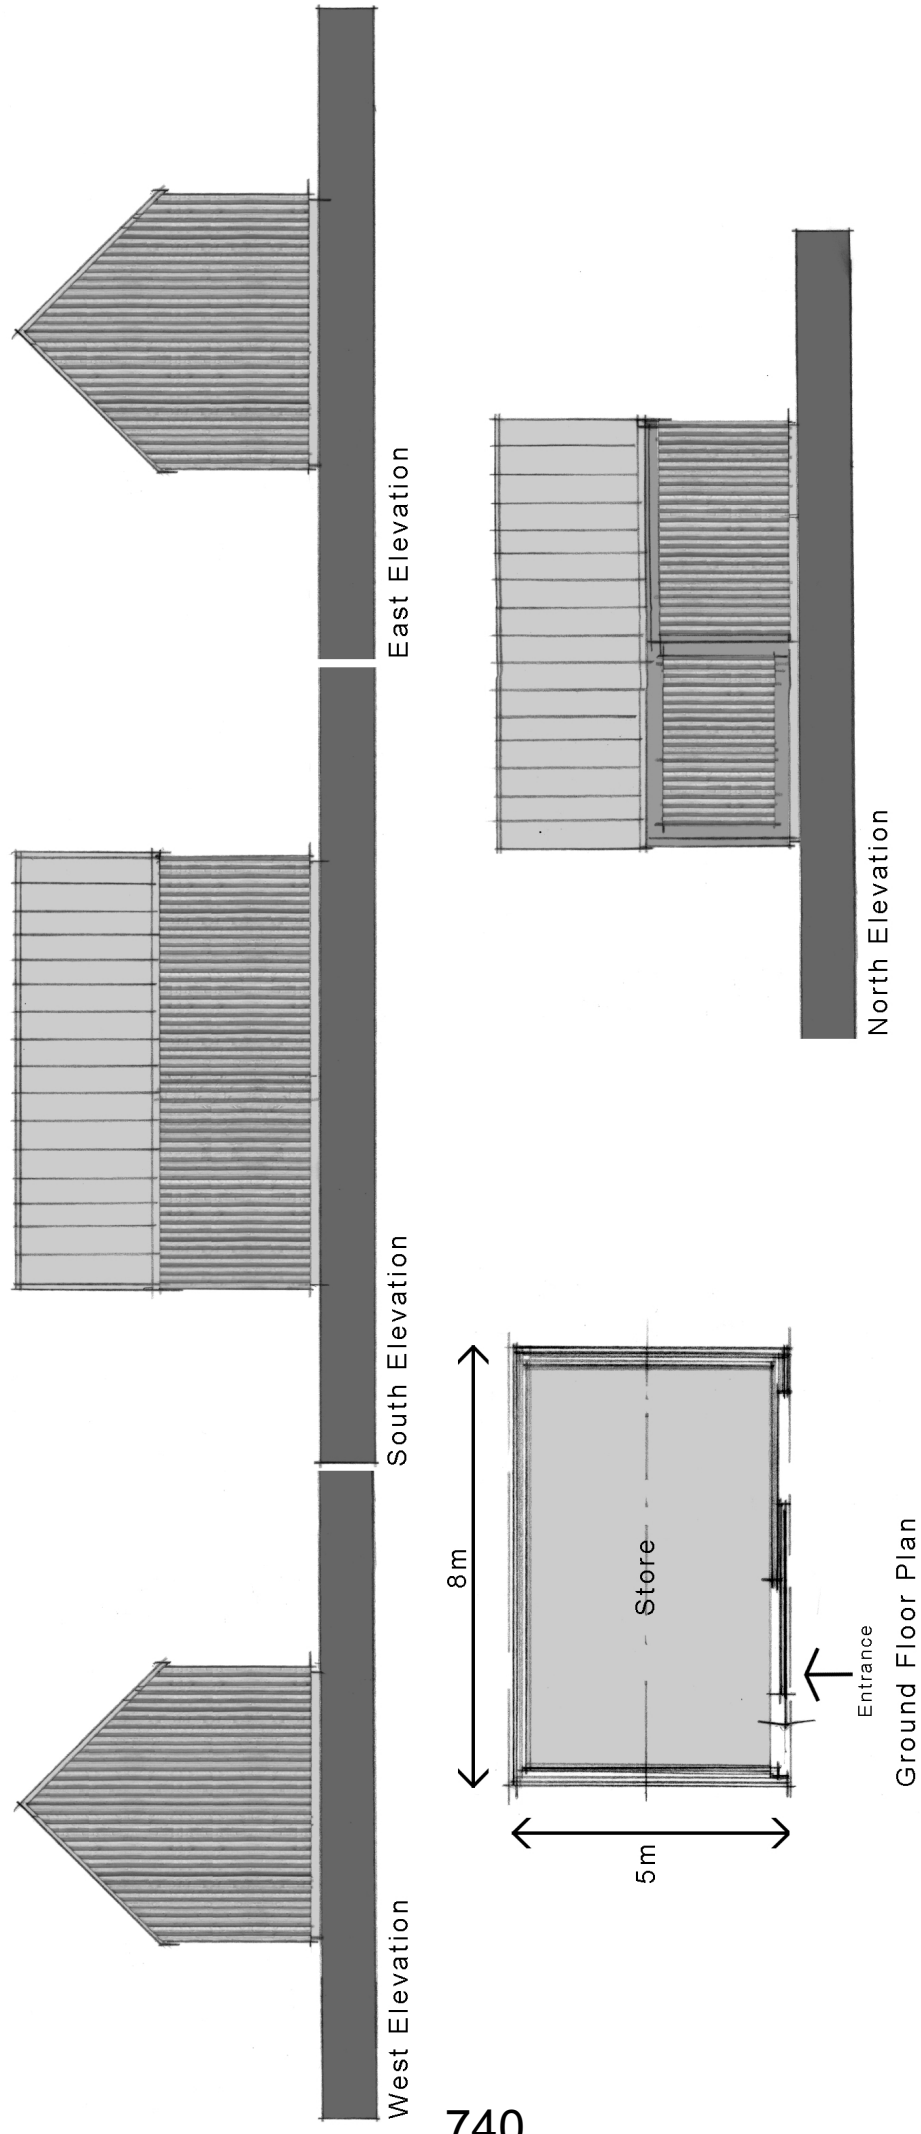 West Elevation
South Elevation
East Elevation
8m
5m
Store
Entrance
Ground Floor Plan
North Elevation
740